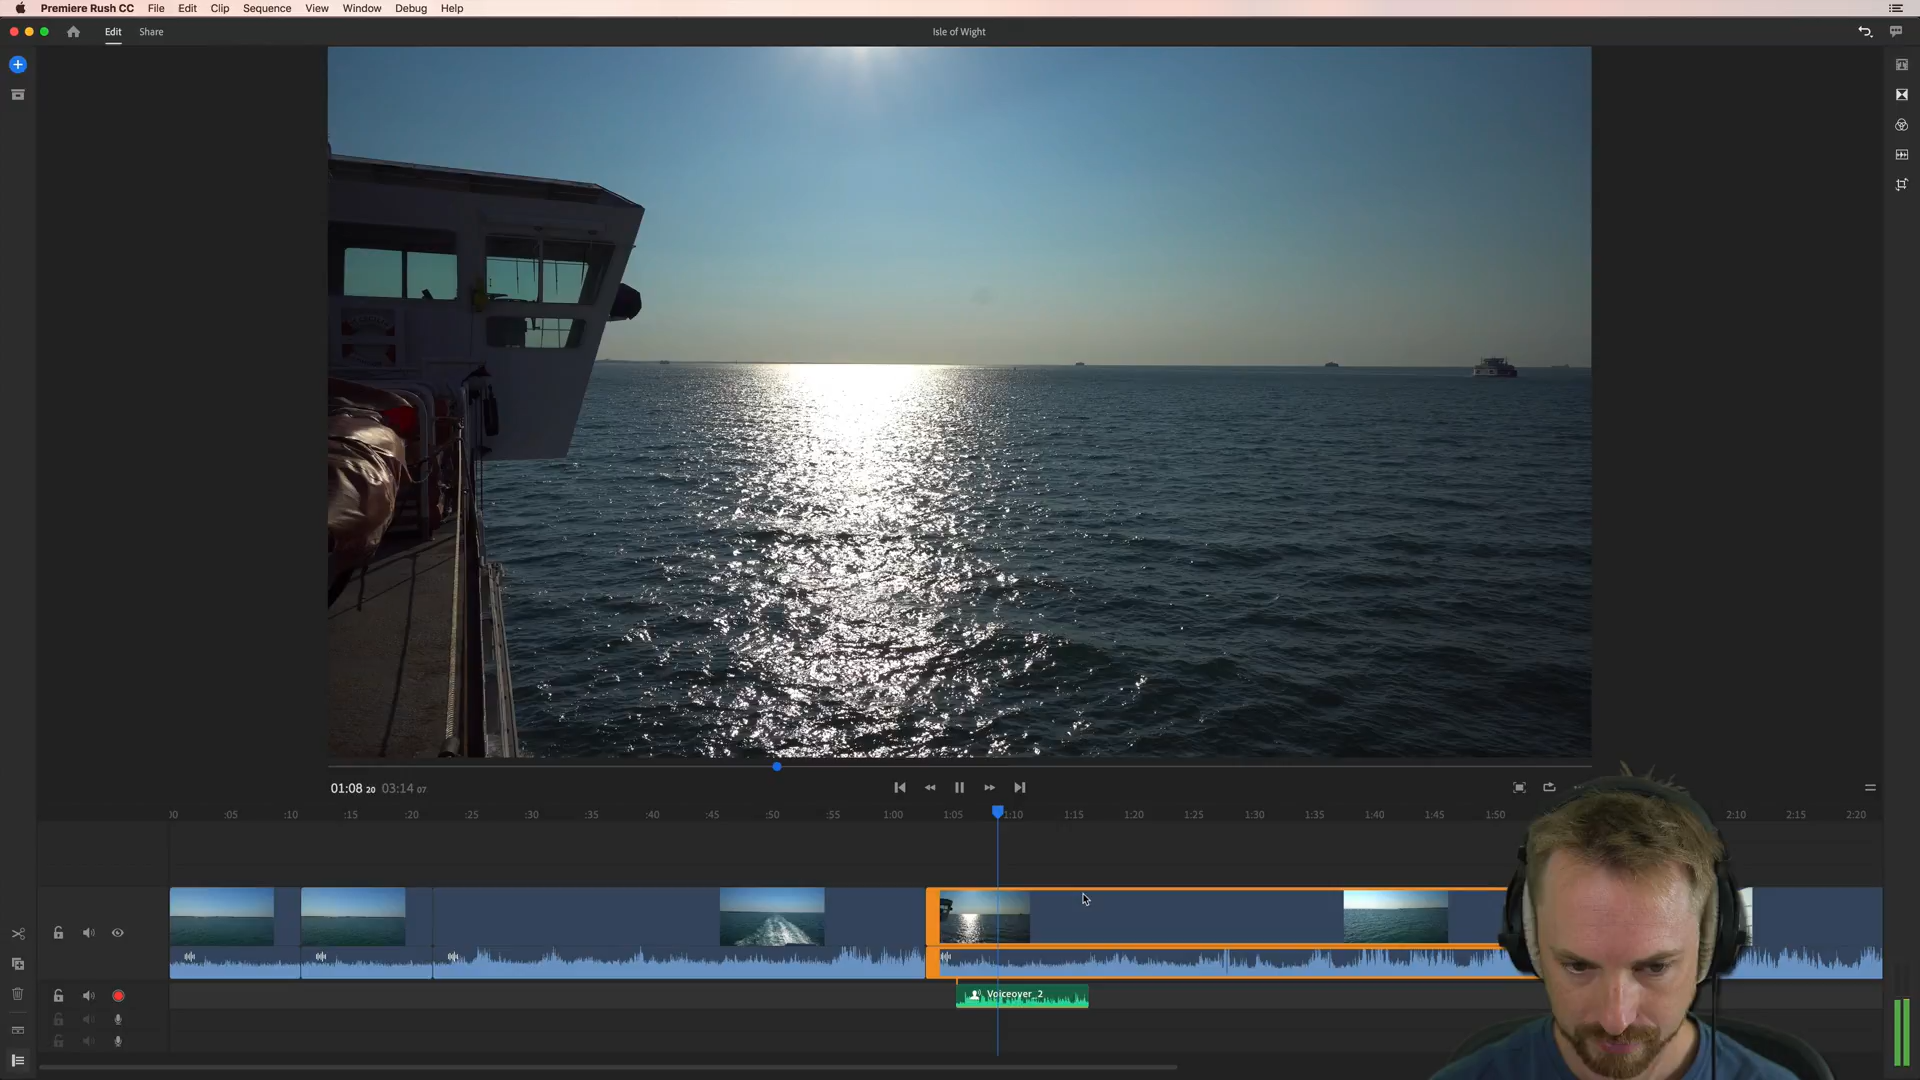 Premiere Rush CC File Edit Clip Sequence View Window Debug Help
Edit Share Isle of Wight
01:08 20 03:14 07
:00 :05 :10 :15 :20 :25 :30 :35 :40 :45 :50 :55 1:00 1:05 1:10 1:15 1:20 1:25 1:30 1:35 1:40 1:45 1:50 2:10 2:15 2:20
Voiceover_2